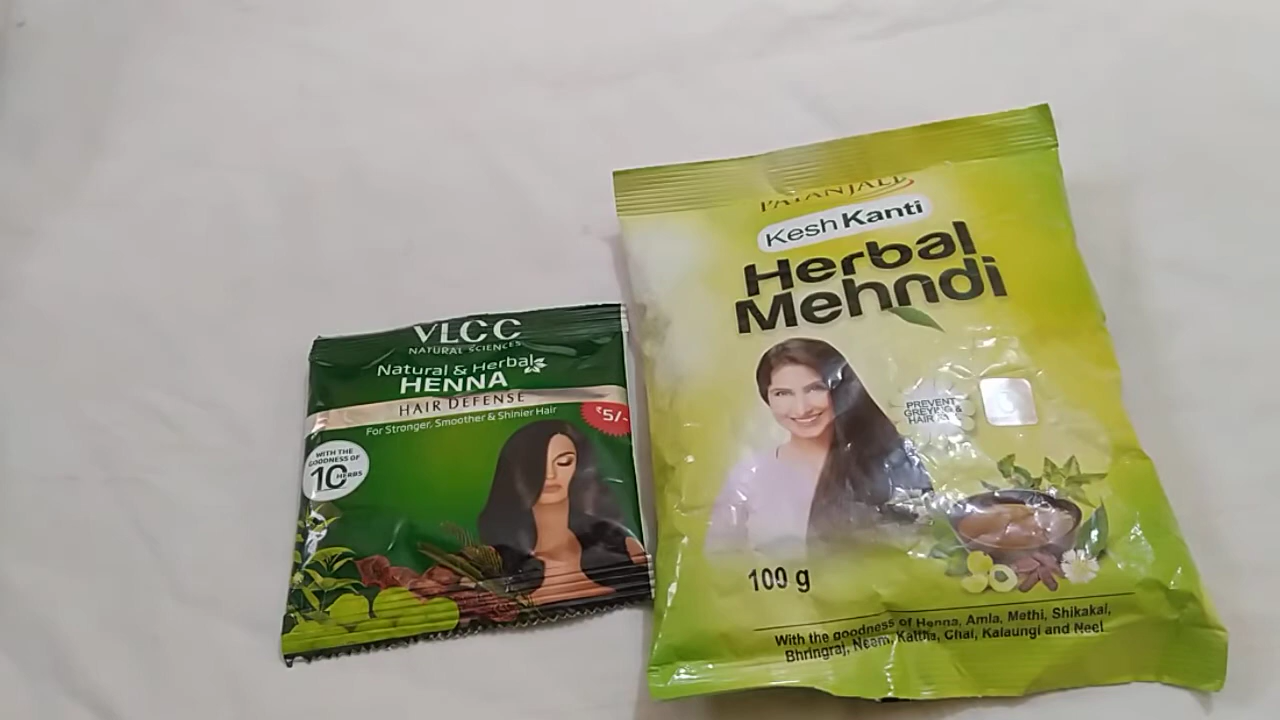 VLCC
NATURAL SCIENCES
Natural & Herbal
HENNA
HAIR DEFENSE
For Stronger, Smoother & Shinier Hair
₹5/-
WITH THE
GOODNESS OF
10 HERBS
PATANJALI
Kesh Kanti
Herbal
Mehndi
PREVENT
GREYING &
HAIR
100 g
With the goodness of Henna, Amla, Methi, Shikakai,
Bhringraj, Neem, Kattha, Chai, Kalaungi and Neel